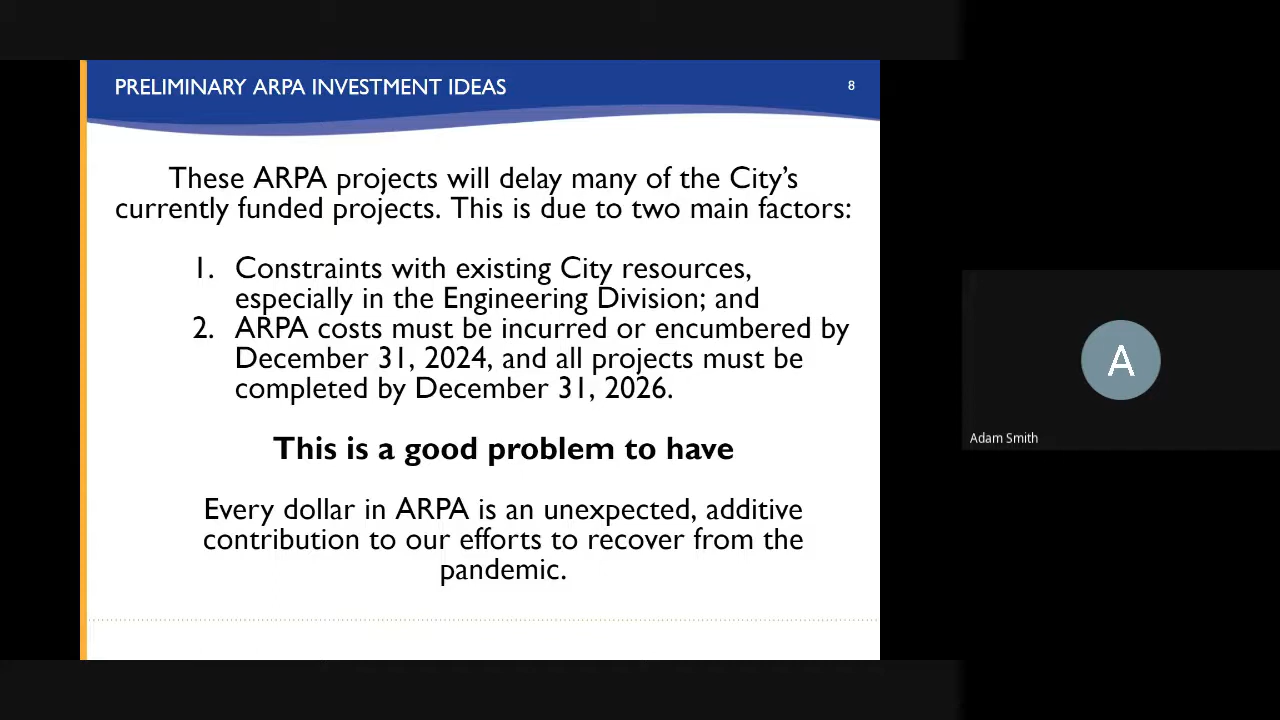 PRELIMINARY ARPA INVESTMENT IDEAS
8
These ARPA projects will delay many of the City's
currently funded projects. This is due to two main factors:
1. Constraints with existing City resources,
especially in the Engineering Division; and
2. ARPA costs must be incurred or encumbered by
December 31, 2024, and all projects must be
completed by December 31, 2026.
This is a good problem to have
Every dollar in ARPA is an unexpected, additive
contribution to our efforts to recover from the
pandemic.
A
Adam Smith